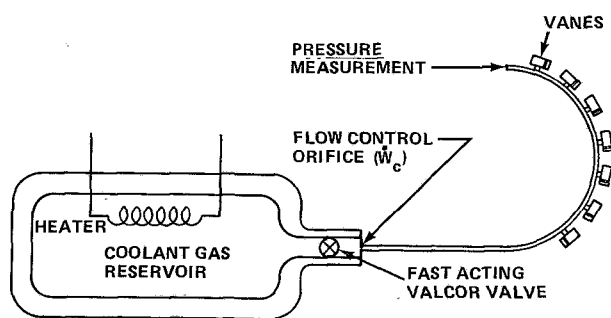 VANES
PRESSURE
MEASUREMENT
FLOW CONTROL
ORIFICE (Ẇc)
HEATER
COOLANT GAS
RESERVOIR
FAST ACTING
VALCOR VALVE